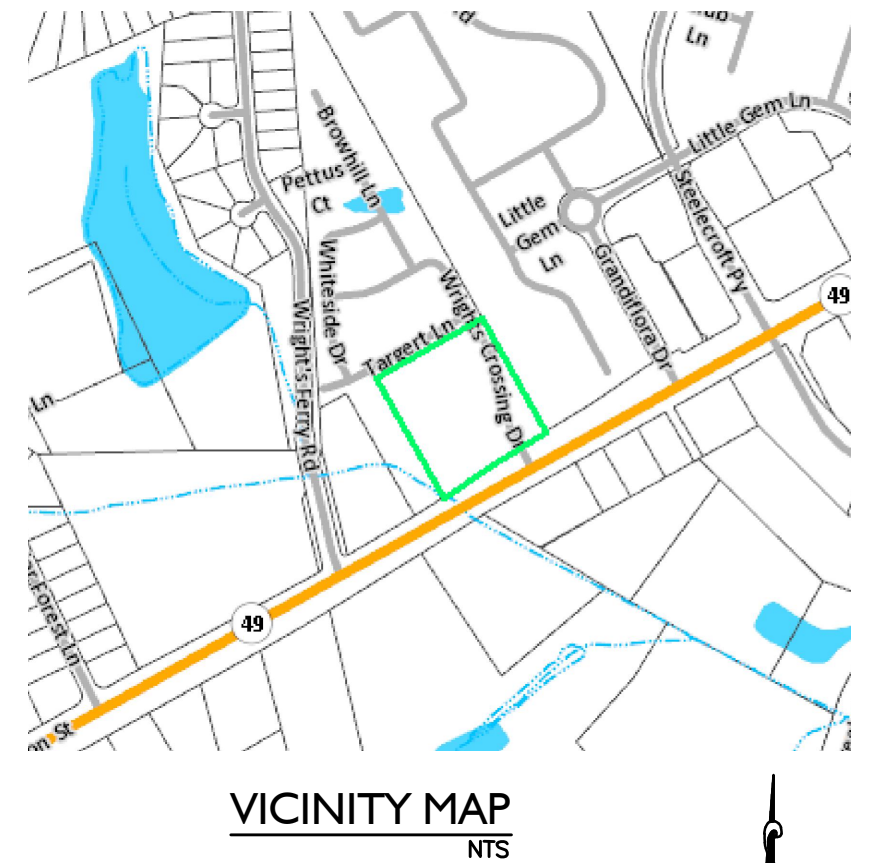 Ln
Little Gem Ln
Browhill Ln
Pettus
Ct
Little
Gem
Ln
Steelecroft Py
Grandiflora Dr
Whiteside Dr
Wright's Crossing Dr
49
Targert Ln
Wright's Ferry Rd
Ln
Forest Ln
49
St
VICINITY MAP
NTS